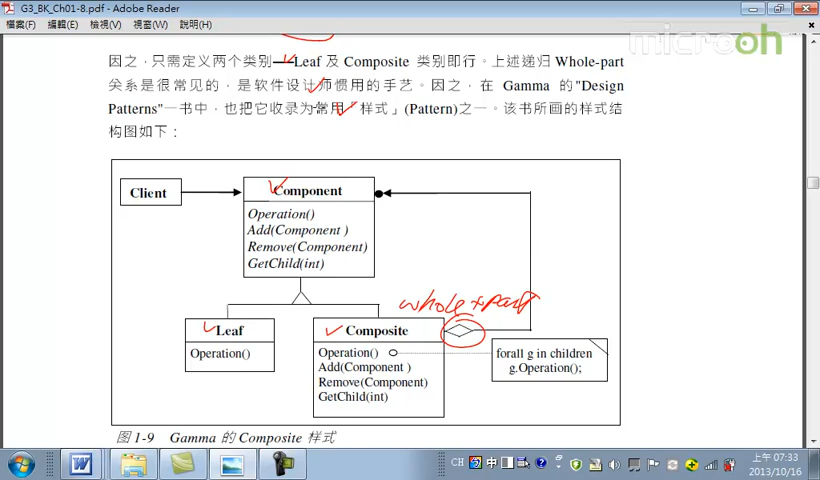 G3_BK_Ch01-8.pdf - Adobe Reader
檔案(F) 編輯(E) 檢視(V) 視窗(W) 說明(H)
microoh
因之，只需定义两个类别──Leaf 及 Composite 类别即行。上述递归 Whole-part
关系是很常见的，是软件设计师惯用的手艺。因之，在 Gamma 的"Design
Patterns"一书中，也把它收录为常用「样式」(Pattern)之一。该书所画的样式结
构图如下：
Client
Component
Operation()
Add(Component )
Remove(Component)
GetChild(int)
whole part
Leaf
Operation()
Composite
Operation()
Add(Component )
Remove(Component)
GetChild(int)
forall g in children
g.Operation();
图 1-9 Gamma 的 Composite 样式
CH 中
上午 07:33
2013/10/16